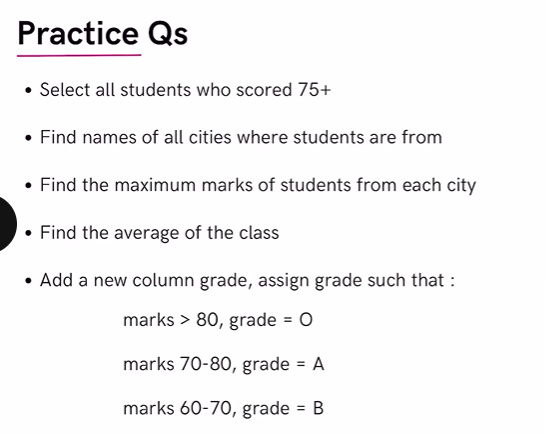 Practice Qs
• Select all students who scored 75+
• Find names of all cities where students are from
• Find the maximum marks of students from each city
• Find the average of the class
• Add a new column grade, assign grade such that :
marks > 80, grade = O
marks 70-80, grade = A
marks 60-70, grade = B